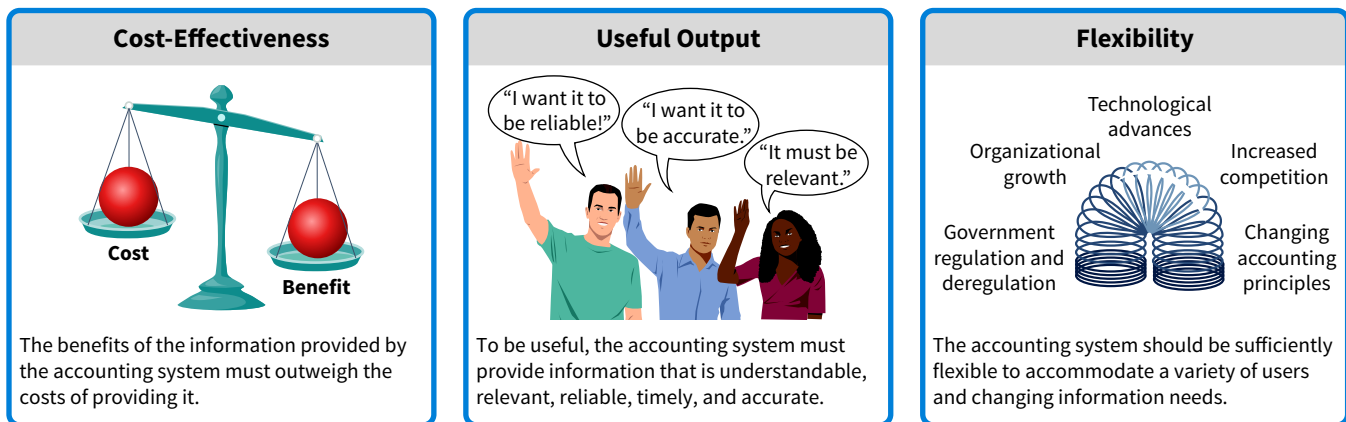 Cost-Effectiveness
Cost
Benefit
The benefits of the information provided by
the accounting system must outweigh the
costs of providing it.
Useful Output
“I want it to
be reliable!”
“I want it to
be accurate.”
“It must be
relevant.”
To be useful, the accounting system must
provide information that is understandable,
relevant, reliable, timely, and accurate.
Flexibility
Technological
advances
Organizational
growth
Increased
competition
Government
regulation and
deregulation
Changing
accounting
principles
The accounting system should be sufficiently
flexible to accommodate a variety of users
and changing information needs.